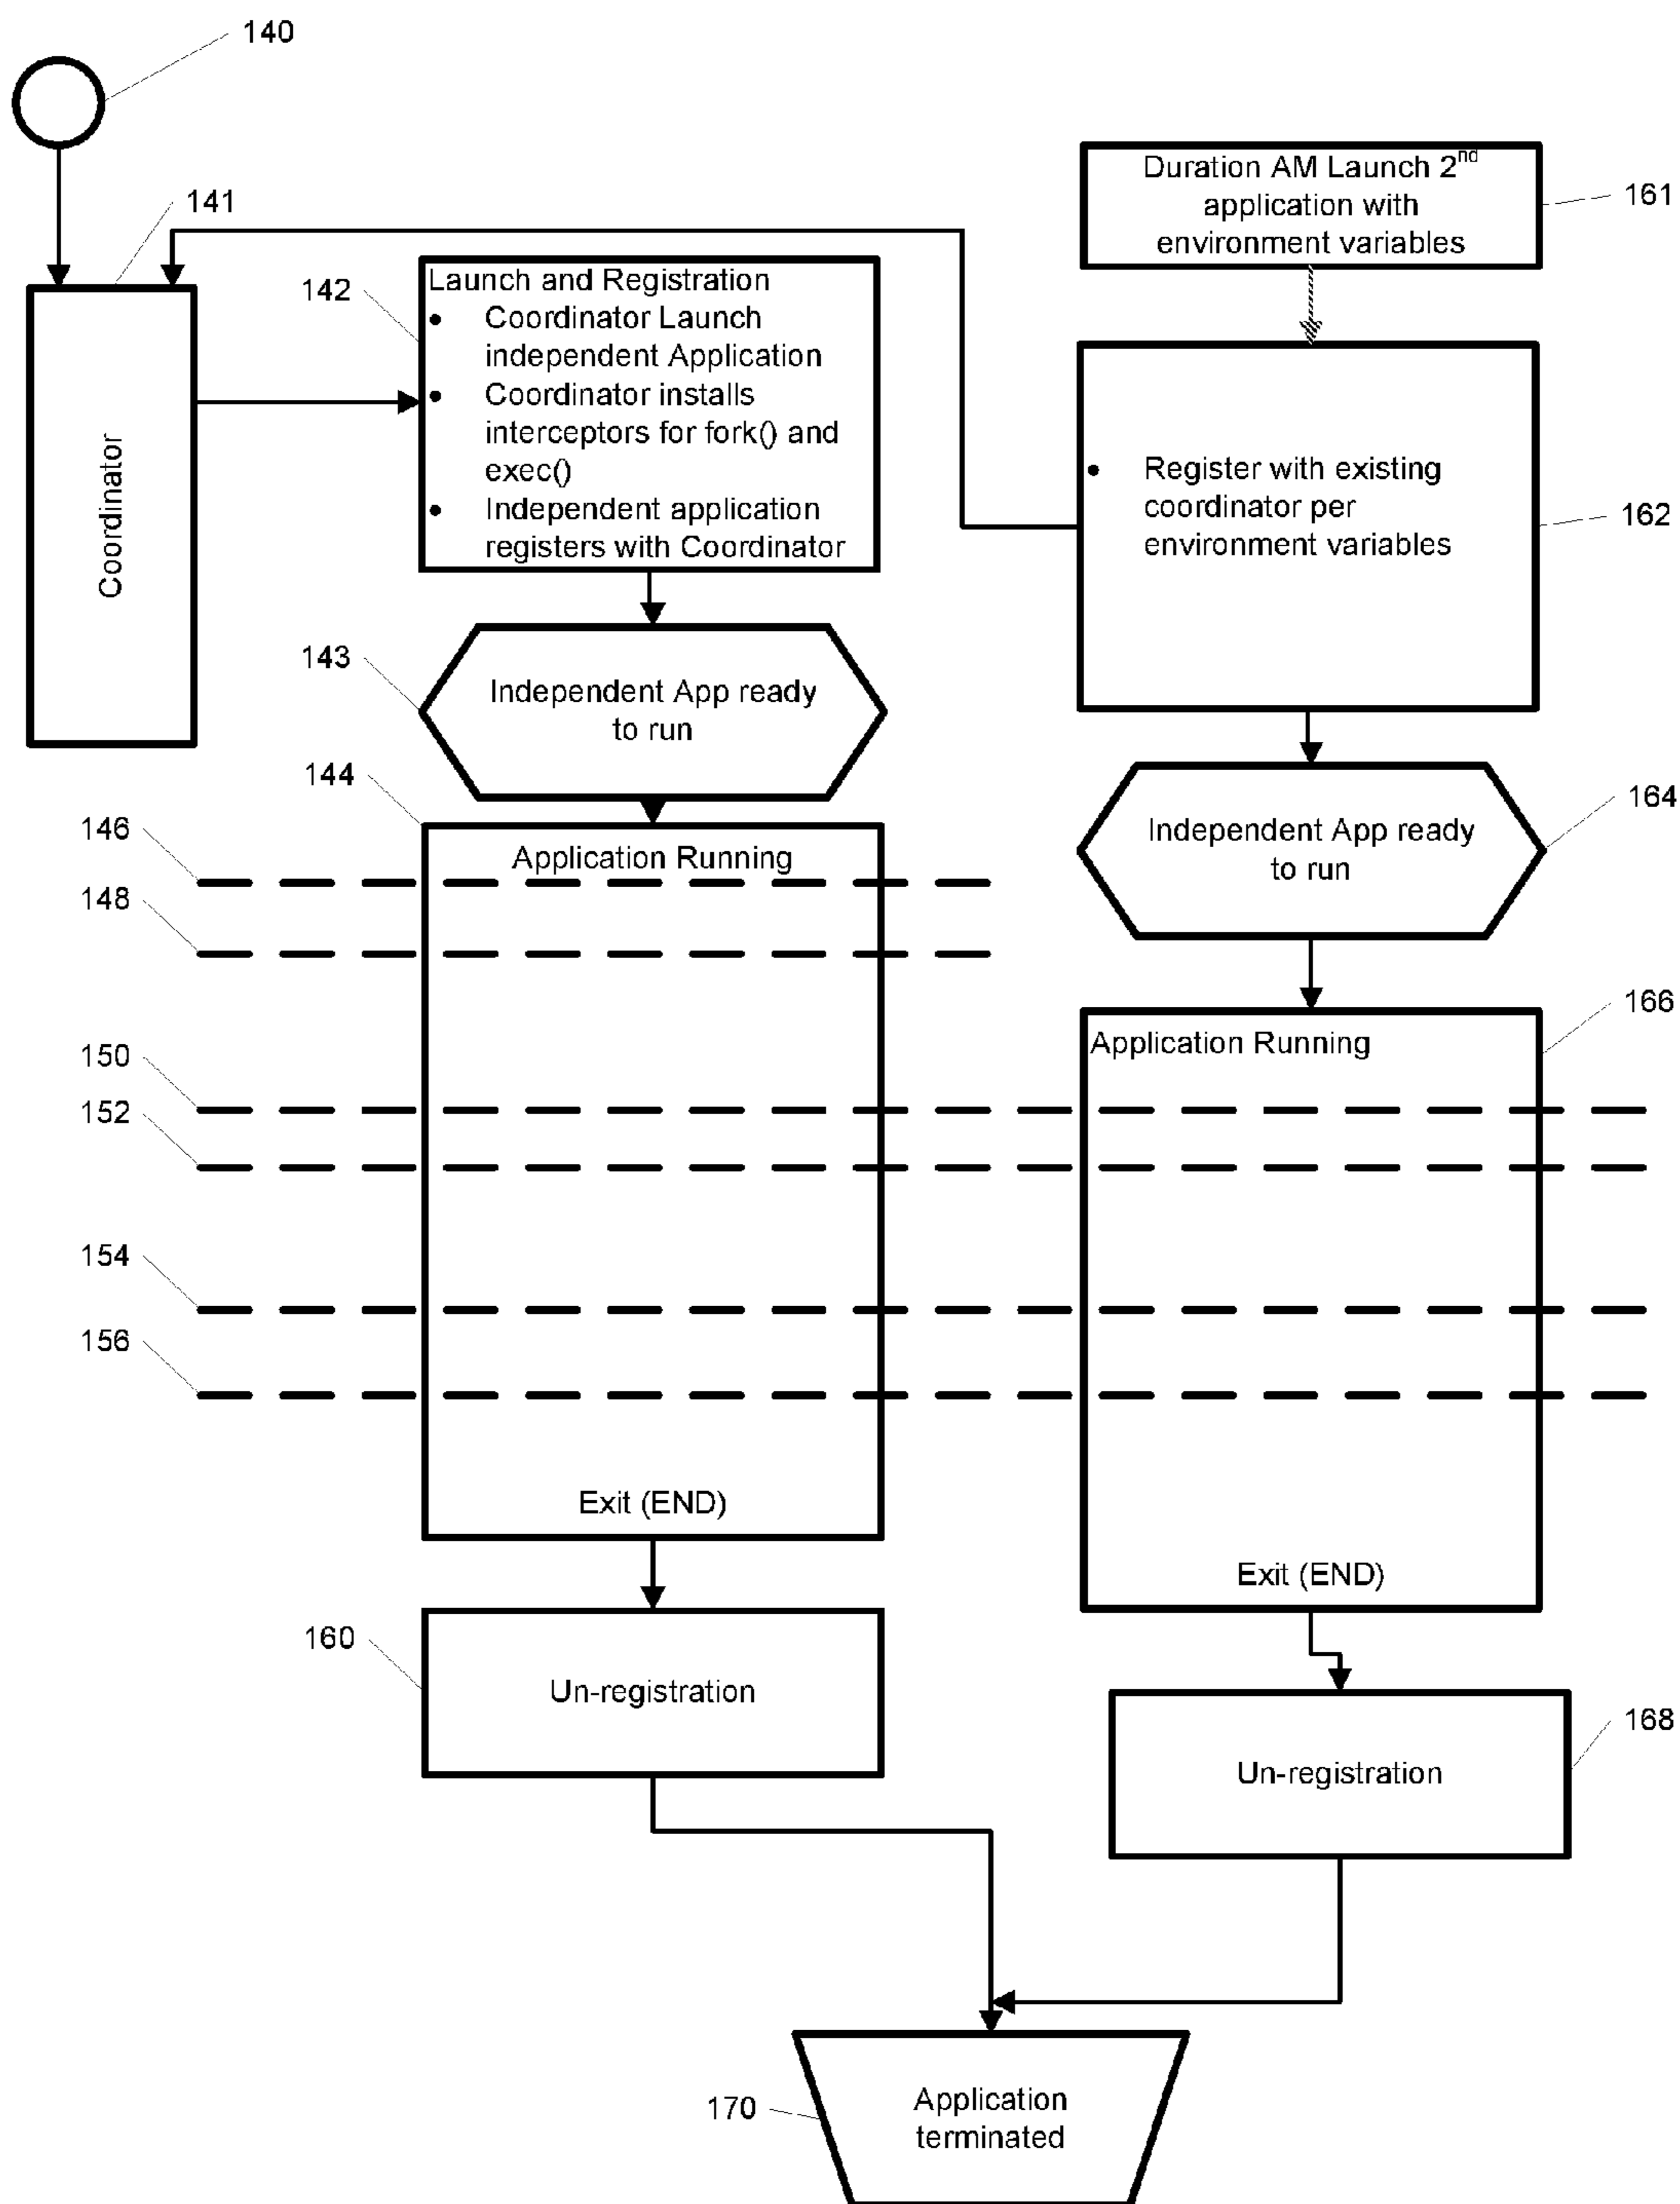 140
141
Coordinator
142
Launch and Registration
• Coordinator Launch
independent Application
• Coordinator installs
interceptors for fork() and
exec()
• Independent application
registers with Coordinator
143
Independent App ready
to run
144
Application Running
146
148
150
152
154
156
Exit (END)
160
Un-registration
161
Duration AM Launch 2nd
application with
environment variables
162
• Register with existing
coordinator per
environment variables
164
Independent App ready
to run
166
Application Running
Exit (END)
168
Un-registration
170
Application
terminated